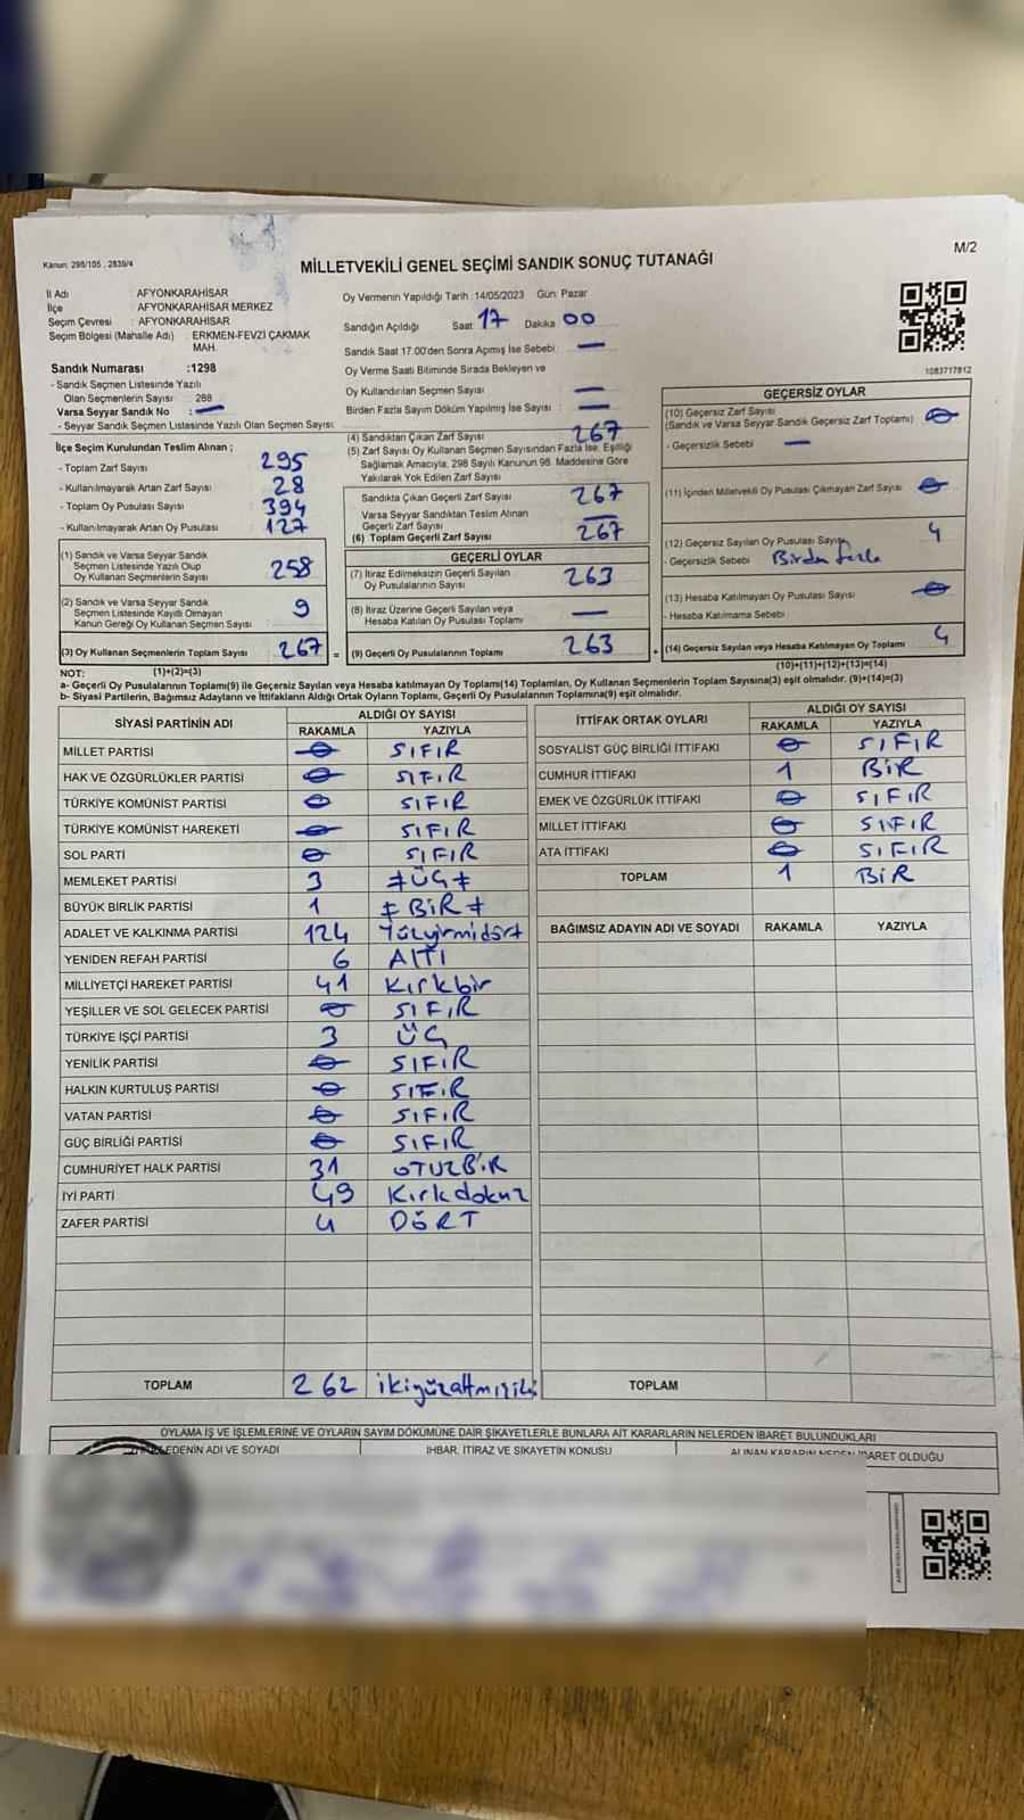 M/2
Kanun: 298/105 , 2839/4
MİLLETVEKİLİ GENEL SEÇİMİ SANDIK SONUÇ TUTANAĞI
İl Adı AFYONKARAHİSAR
İlçe AFYONKARAHİSAR MERKEZ
Seçim Çevresi : AFYONKARAHİSAR
Seçim Bölgesi (Mahalle Adı) : ERKMEN-FEVZİ ÇAKMAK MAH.
Sandık Numarası :1298
- Sandık Seçmen Listesinde Yazılı
Olan Seçmenlerin Sayısı 288
Varsa Seyyar Sandık No : —
- Seyyar Sandık Seçmen Listesinde Yazılı Olan Seçmen Sayısı:
Oy Vermenin Yapıldığı Tarih :14/05/2023 Gün: Pazar
Sandığın Açıldığı Saat 17 Dakika 00
Sandık Saat 17.00'den Sonra Açımış İse Sebebi —
Oy Verme Saati Bitiminde Sırada Bekleyen ve
Oy Kullandırılan Seçmen Sayısı —
Birden Fazla Sayım Döküm Yapılmış İse Sayısı —
1083717812
İlçe Seçim Kurulundan Teslim Alınan ;
- Toplam Zarf Sayısı 295
- Kullanılmayarak Artan Zarf Sayısı 28
- Toplam Oy Pusulası Sayısı 394
- Kullanılmayarak Artan Oy Pusulası 127
(1) Sandık ve Varsa Seyyar Sandık
Seçmen Listesinde Yazılı Olup
Oy Kullanan Seçmenlerin Sayısı 258
(2) Sandık ve Varsa Seyyar Sandık
Seçmen Listesinde Kayıtlı Olmayan
Kanun Gereği Oy Kullanan Seçmen Sayısı 9
(3) Oy Kullanan Seçmenlerin Toplam Sayısı 267 =
(1)+(2)=(3)
(4) Sandıktan Çıkan Zarf Sayısı 267
(5) Zarf Sayısı Oy Kullanan Seçmen Sayısından Fazla İse; Eşitliği
Sağlamak Amacıyla, 298 Sayılı Kanunun 98. Maddesine Göre
Yakılarak Yok Edilen Zarf Sayısı
Sandıkta Çıkan Geçerli Zarf Sayısı 267
Varsa Seyyar Sandıktan Teslim Alınan
Geçerli Zarf Sayısı —
(6) Toplam Geçerli Zarf Sayısı 267
GEÇERLİ OYLAR
(7) İtiraz Edilmeksizin Geçerli Sayılan
Oy Pusulalarının Sayısı 263
(8) İtiraz Üzerine Geçerli Sayılan veya
Hesaba Katılan Oy Pusulası Toplamı —
(9) Geçerli Oy Pusulalarının Toplamı 263
GEÇERSİZ OYLAR
(10) Geçersiz Zarf Sayısı
(Sandık ve Varsa Seyyar Sandık Geçersiz Zarf Toplamı) 0
- Geçersizlik Sebebi —
(11) İçinden Milletvekili Oy Pusulası Çıkmayan Zarf Sayısı 0
(12) Geçersiz Sayılan Oy Pusulası Sayısı 4
- Geçersizlik Sebebi Birden fazla
(13) Hesaba Katılmayan Oy Pusulası Sayısı 0
- Hesaba Katılmama Sebebi
+ (14) Geçersiz Sayılan veya Hesaba Katılmayan Oy Toplamı 4
(10)+(11)+(12)+(13)=(14)
NOT:
a- Geçerli Oy Pusulalarının Toplamı(9) ile Geçersiz Sayılan veya Hesaba katılmayan Oy Toplamı(14) Toplamları, Oy Kullanan Seçmenlerin Toplam Sayısına(3) eşit olmalıdır. (9)+(14)=(3)
b- Siyasi Partilerin, Bağımsız Adayların ve İttifakların Aldığı Ortak Oyların Toplamı, Geçerli Oy Pusulalarının Toplamına(9) eşit olmalıdır.
SİYASİ PARTİNİN ADI ALDIĞI OY SAYISI
RAKAMLA YAZIYLA
MİLLET PARTİSİ 0 SIFIR
HAK VE ÖZGÜRLÜKLER PARTİSİ 0 SIFIR
TÜRKİYE KOMÜNİST PARTİSİ 0 SIFIR
TÜRKİYE KOMÜNİST HAREKETİ 0 SIFIR
SOL PARTİ 0 SIFIR
MEMLEKET PARTİSİ 3 ≠ÜÇ≠
BÜYÜK BİRLİK PARTİSİ 1 ≠BİR≠
ADALET VE KALKINMA PARTİSİ 124 Yüzyirmidört
YENİDEN REFAH PARTİSİ 6 ALTI
MİLLİYETÇİ HAREKET PARTİSİ 41 Kırkbir
YEŞİLLER VE SOL GELECEK PARTİSİ 0 SIFIR
TÜRKİYE İŞÇİ PARTİSİ 3 ÜÇ
YENİLİK PARTİSİ 0 SIFIR
HALKIN KURTULUŞ PARTİSİ 0 SIFIR
VATAN PARTİSİ 0 SIFIR
GÜÇ BİRLİĞİ PARTİSİ 0 SIFIR
CUMHURİYET HALK PARTİSİ 31 OTUZBİR
İYİ PARTİ 49 Kırkdokuz
ZAFER PARTİSİ 4 DÖRT
TOPLAM 262 ikiyüzaltmışiki
İTTİFAK ORTAK OYLARI ALDIĞI OY SAYISI
RAKAMLA YAZIYLA
SOSYALİST GÜÇ BİRLİĞİ İTTİFAKI 0 SIFIR
CUMHUR İTTİFAKI 1 BİR
EMEK VE ÖZGÜRLÜK İTTİFAKI 0 SIFIR
MİLLET İTTİFAKI 0 SIFIR
ATA İTTİFAKI 0 SIFIR
TOPLAM 1 BİR
BAĞIMSIZ ADAYIN ADI VE SOYADI RAKAMLA YAZIYLA
TOPLAM
OYLAMA İŞ VE İŞLEMLERİNE VE OYLARIN SAYIM DÖKÜMÜNE DAİR ŞİKAYETLERLE BUNLARA AİT KARARLARIN NELERDEN İBARET BULUNDUKLARI
EDENİN ADI VE SOYADI İHBAR, İTİRAZ VE ŞİKAYETİN KONUSU ALINAN KARARIN NEDEN İBARET OLDUĞU